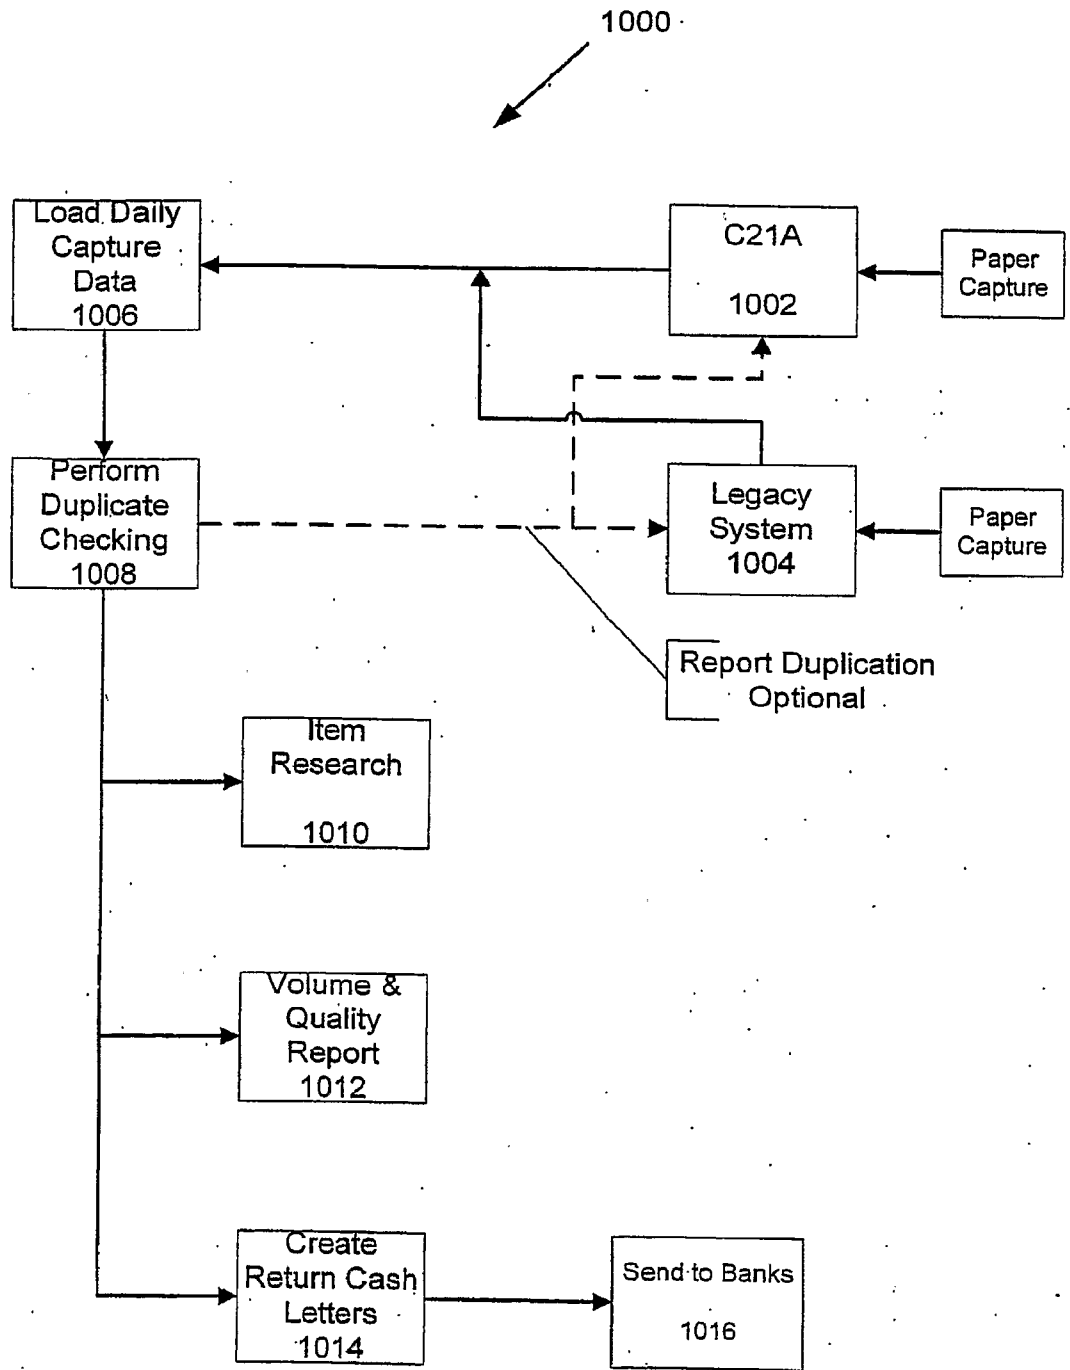 1000
Load Daily
Capture
Data
1006
C21A
1002
Paper
Capture
Perform
Duplicate
Checking
1008
Legacy
System
1004
Paper
Capture
Report Duplication
Optional
Item
Research
1010
Volume &
Quality
Report
1012
Create
Return Cash
Letters
1014
Send to Banks
1016